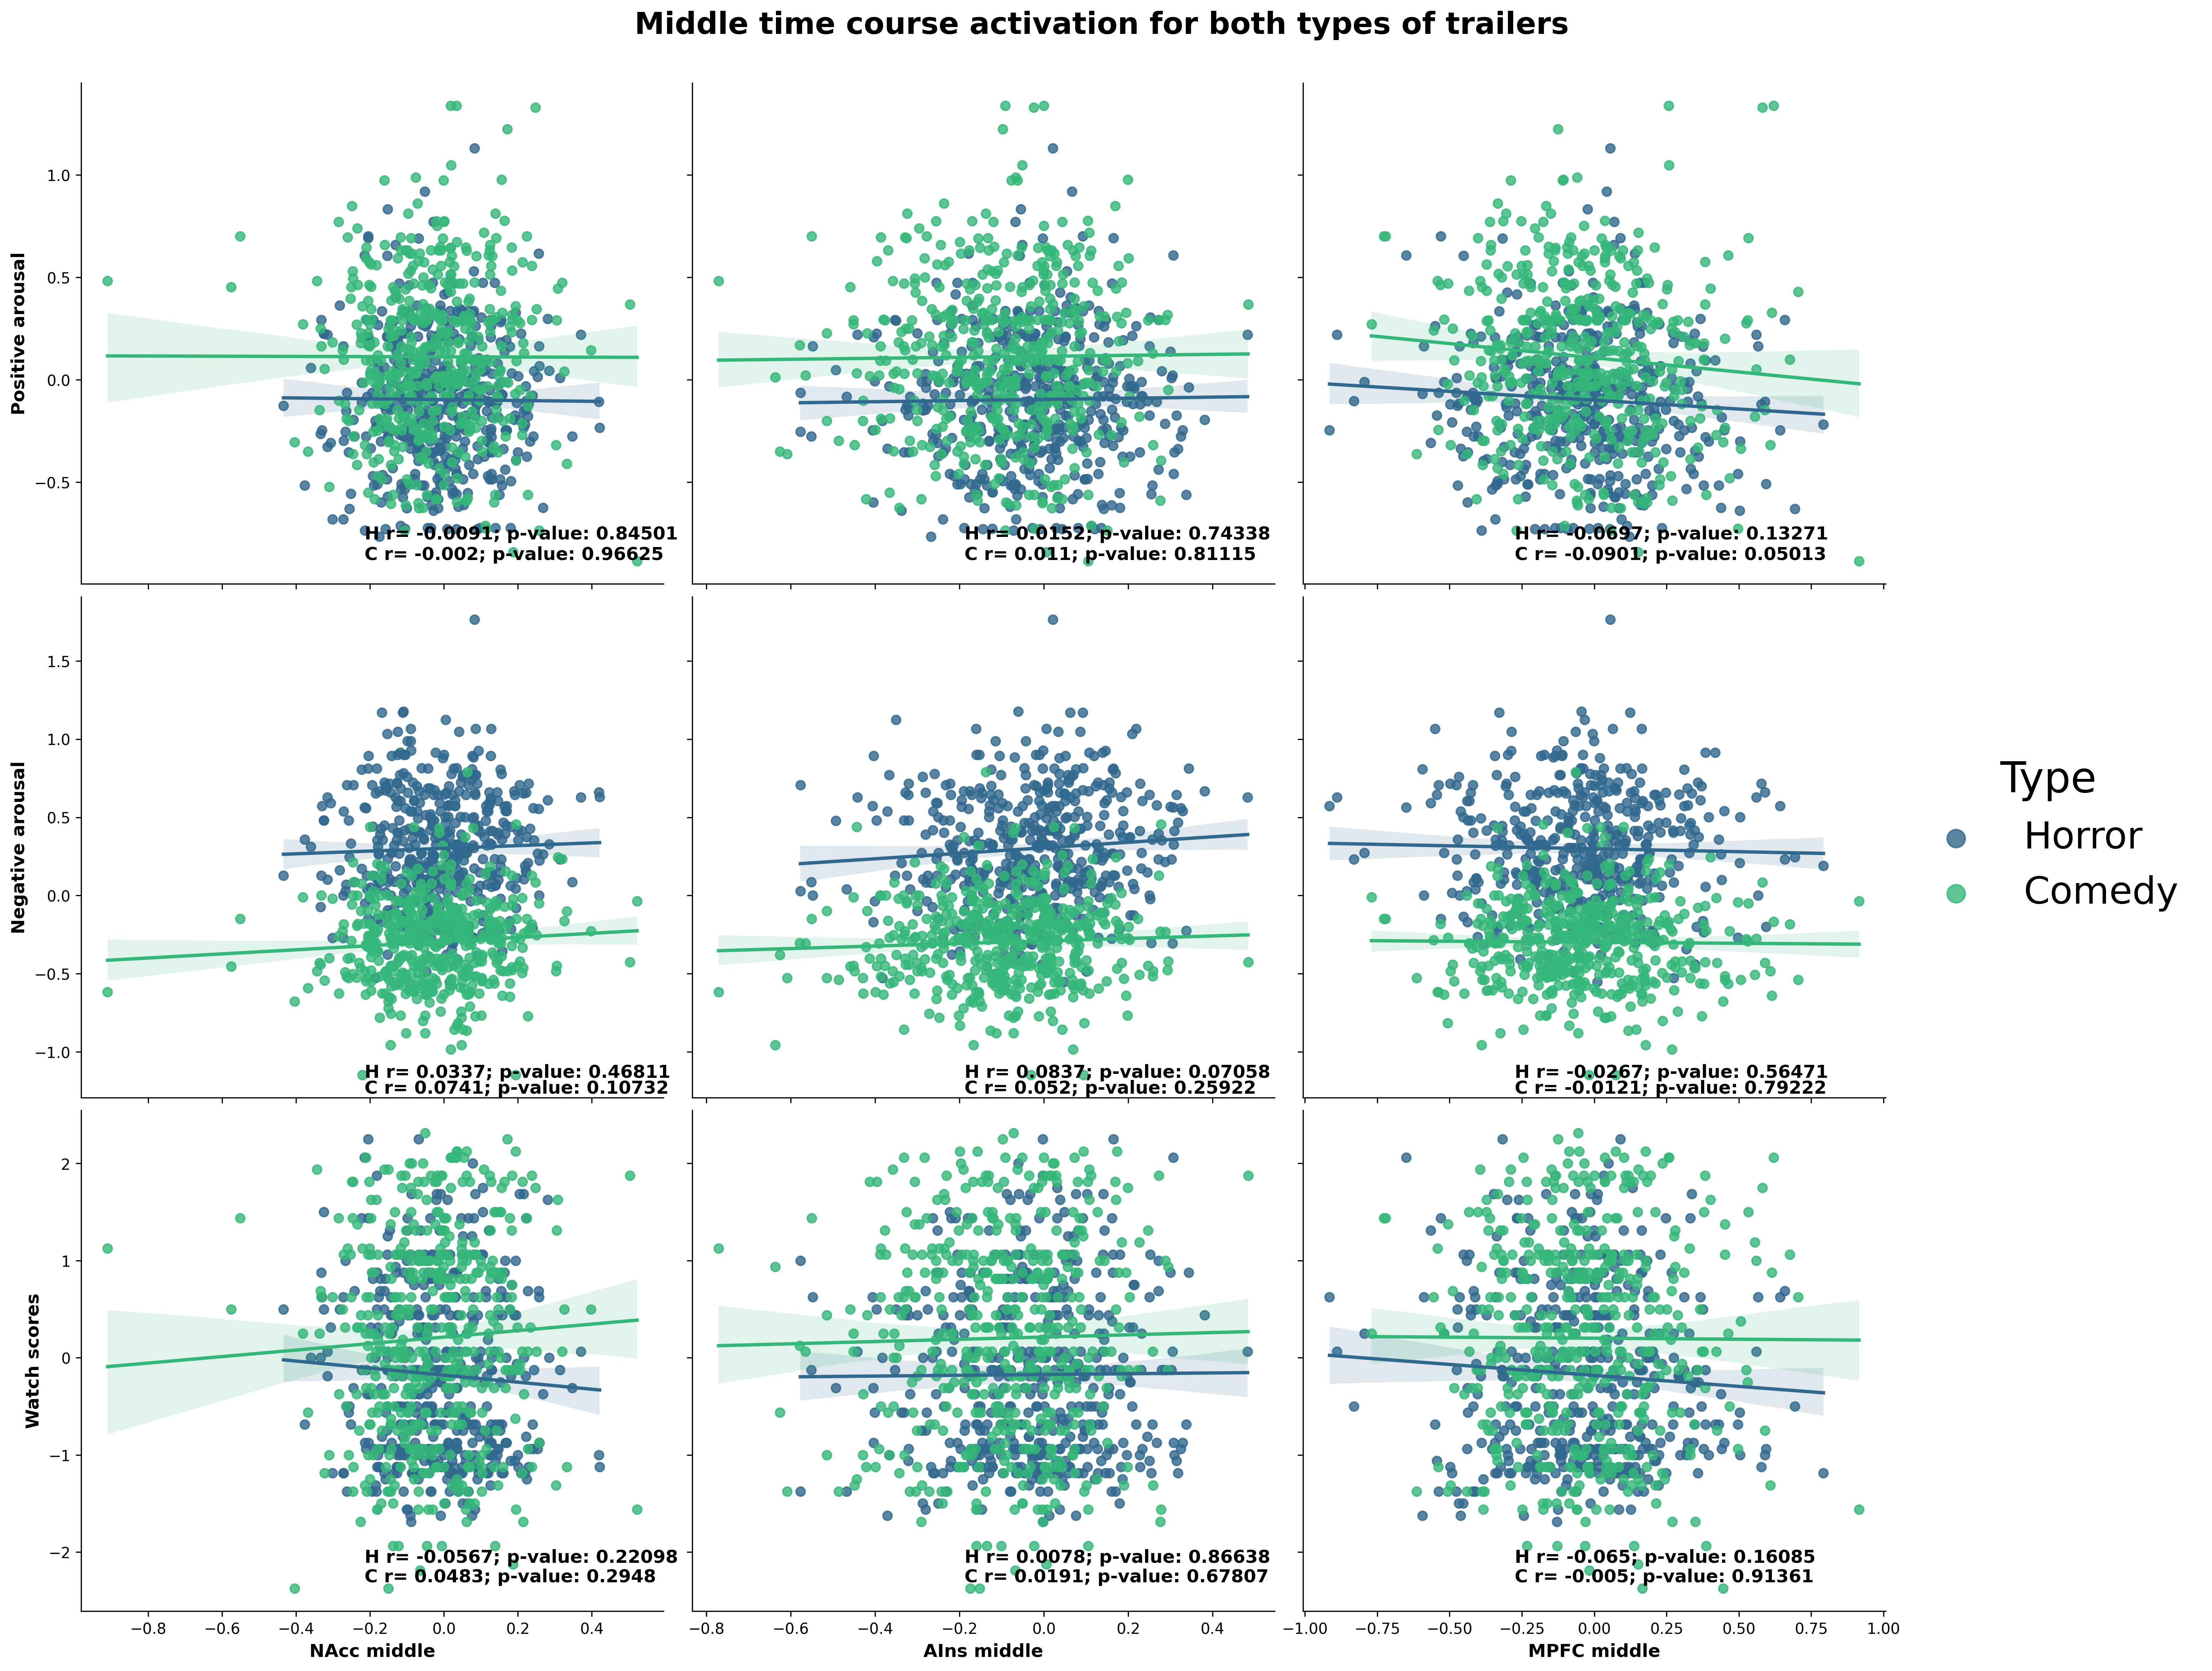 Middle time course activation for both types of trailers
Positive arousal
1.0
0.5
0.0
−0.5
H r= -0.0091; p-value: 0.84501
C r= -0.002; p-value: 0.96625
H r= 0.0152; p-value: 0.74338
C r= 0.011; p-value: 0.81115
H r= -0.0697; p-value: 0.13271
C r= -0.0901; p-value: 0.05013
Negative arousal
1.5
1.0
0.5
0.0
−0.5
−1.0
H r= 0.0337; p-value: 0.46811
C r= 0.0741; p-value: 0.10732
H r= 0.0837; p-value: 0.07058
C r= 0.052; p-value: 0.25922
H r= -0.0267; p-value: 0.56471
C r= -0.0121; p-value: 0.79222
Type
Horror
Comedy
Watch scores
2
1
0
−1
−2
H r= -0.0567; p-value: 0.22098
C r= 0.0483; p-value: 0.2948
H r= 0.0078; p-value: 0.86638
C r= 0.0191; p-value: 0.67807
H r= -0.065; p-value: 0.16085
C r= -0.005; p-value: 0.91361
−0.8 −0.6 −0.4 −0.2 0.0 0.2 0.4
NAcc middle
−0.8 −0.6 −0.4 −0.2 0.0 0.2 0.4
AIns middle
−1.00 −0.75 −0.50 −0.25 0.00 0.25 0.50 0.75 1.00
MPFC middle